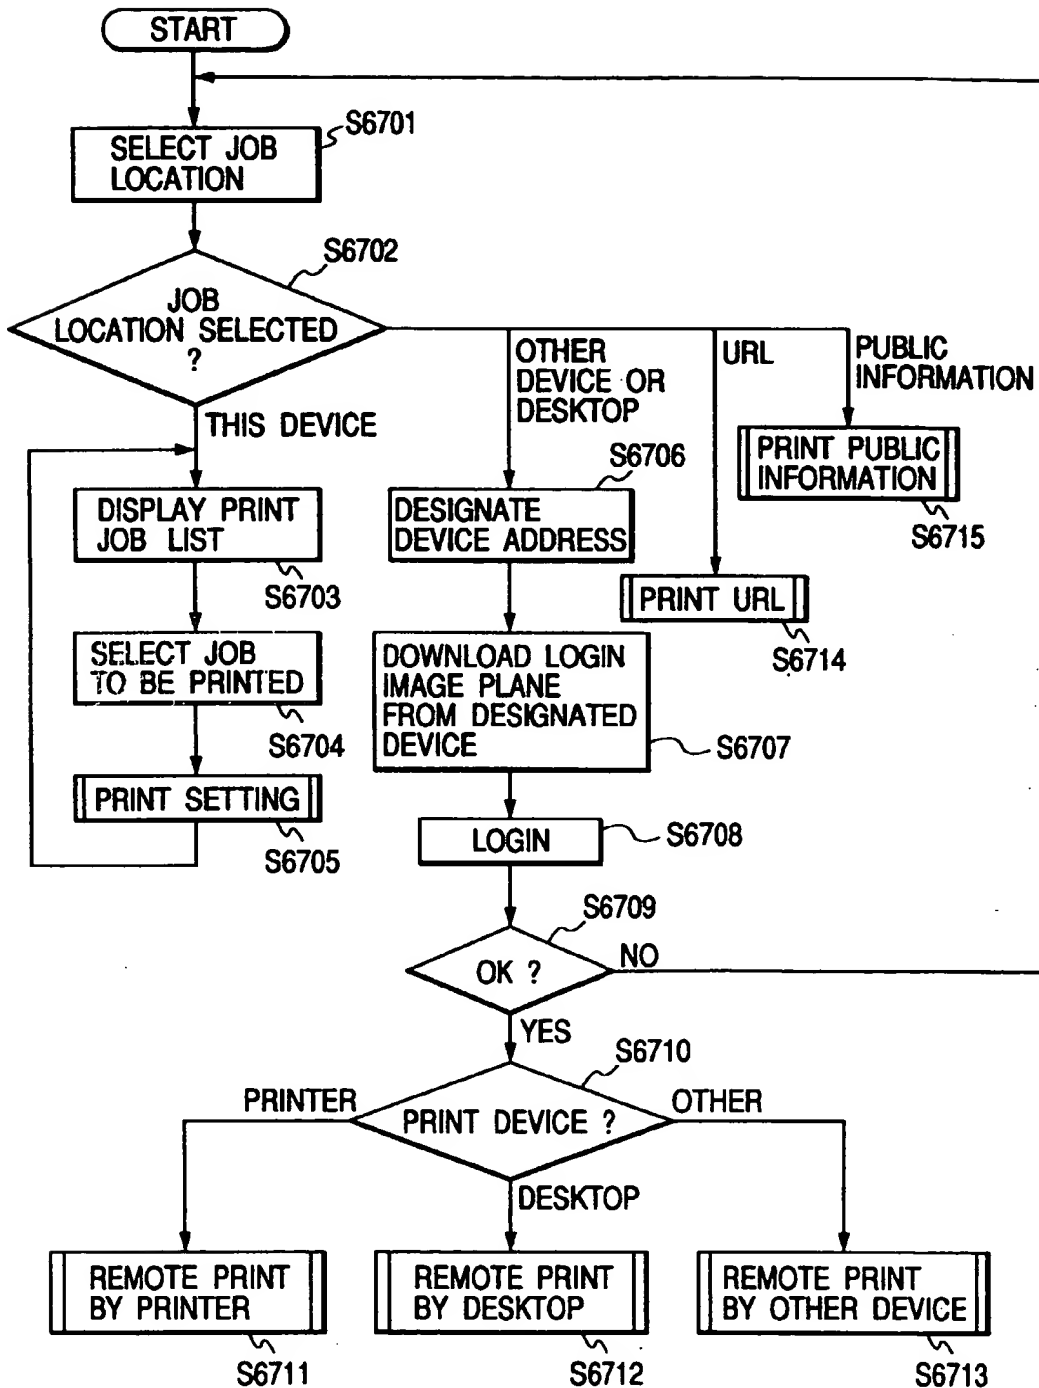 START
S6701
SELECT JOB
LOCATION
S6702
JOB
LOCATION SELECTED
?
THIS DEVICE
OTHER
DEVICE OR
DESKTOP
URL
PUBLIC
INFORMATION
PRINT PUBLIC
INFORMATION
S6715
S6706
DISPLAY PRINT
JOB LIST
S6703
DESIGNATE
DEVICE ADDRESS
PRINT URL
S6714
SELECT JOB
TO BE PRINTED
S6704
DOWNLOAD LOGIN
IMAGE PLANE
FROM DESIGNATED
DEVICE
S6707
PRINT SETTING
S6705
LOGIN
S6708
S6709
OK ?
NO
YES
S6710
PRINTER
PRINT DEVICE ?
OTHER
DESKTOP
REMOTE PRINT
BY PRINTER
S6711
REMOTE PRINT
BY DESKTOP
S6712
REMOTE PRINT
BY OTHER DEVICE
S6713